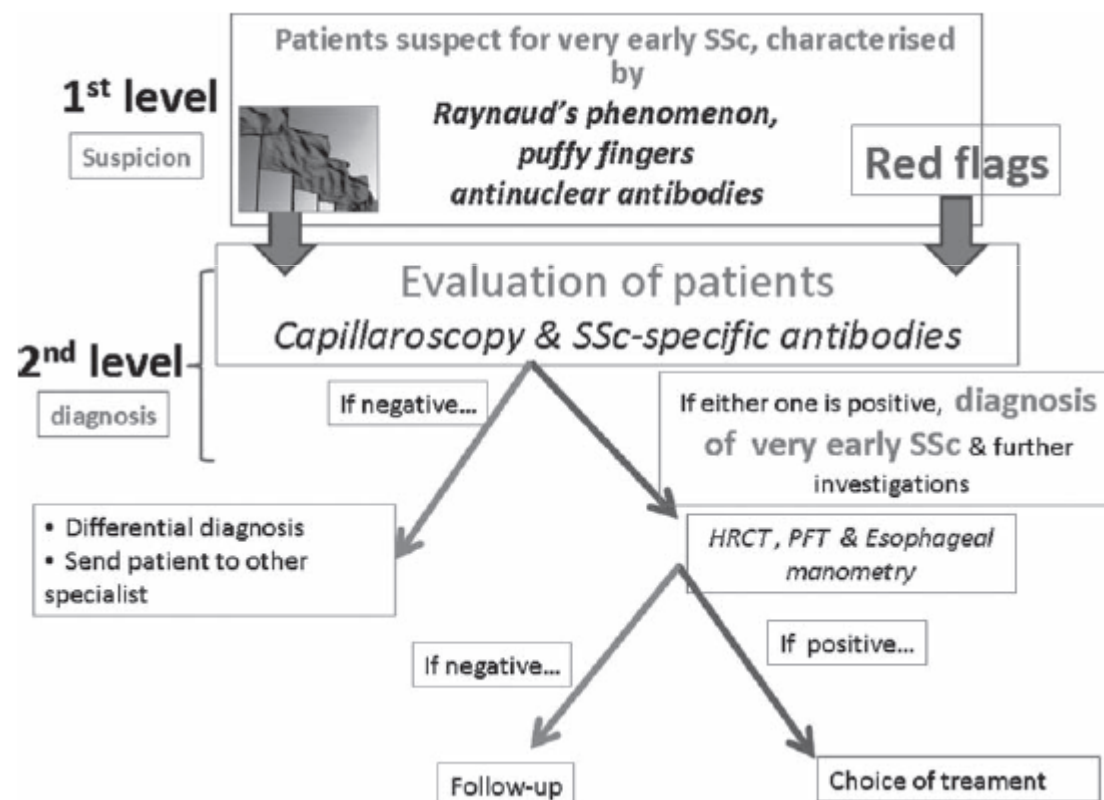 Patients suspect for very early SSc, characterised
by
1st level
Suspicion
Raynaud's phenomenon,
puffy fingers
antinuclear antibodies
Red flags
Evaluation of patients
Capillaroscopy & SSc-specific antibodies
2nd level
diagnosis
If negative...
If either one is positive, diagnosis
of very early SSc & further
investigations
• Differential diagnosis
• Send patient to other
specialist
HRCT , PFT & Esophageal
manometry
If negative...
If positive...
Follow-up
Choice of treament